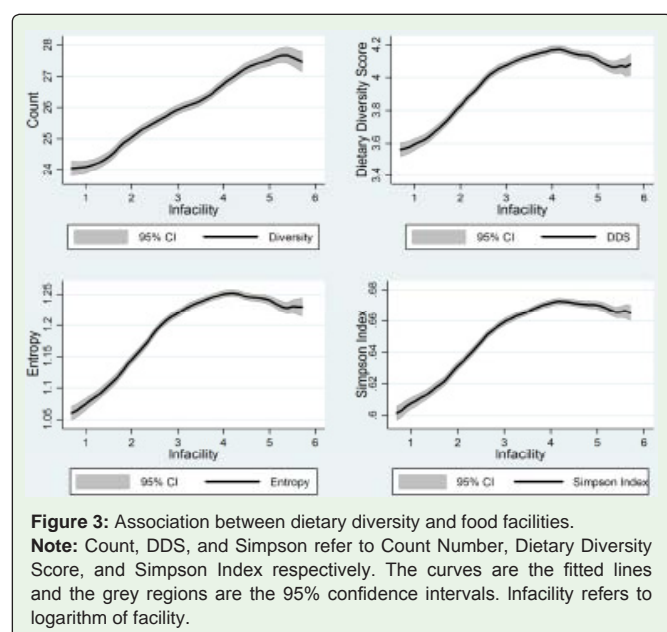 Count
24 25 26 27 28
1 2 3 4 5 6
lnfacility
95% CI Diversity
Dietary Diversity Score
3.4 3.6 3.8 4 4.2
1 2 3 4 5 6
lnfacility
95% CI DDS
Entropy
1.05 1.1 1.15 1.2 1.25
1 2 3 4 5 6
lnfacility
95% CI Entropy
Simpson Index
.6 .62 .64 .66 .68
1 2 3 4 5 6
lnfacility
95% CI Simpson Index
Figure 3: Association between dietary diversity and food facilities.
Note: Count, DDS, and Simpson refer to Count Number, Dietary Diversity
Score, and Simpson Index respectively. The curves are the fitted lines
and the grey regions are the 95% confidence intervals. lnfacility refers to
logarithm of facility.